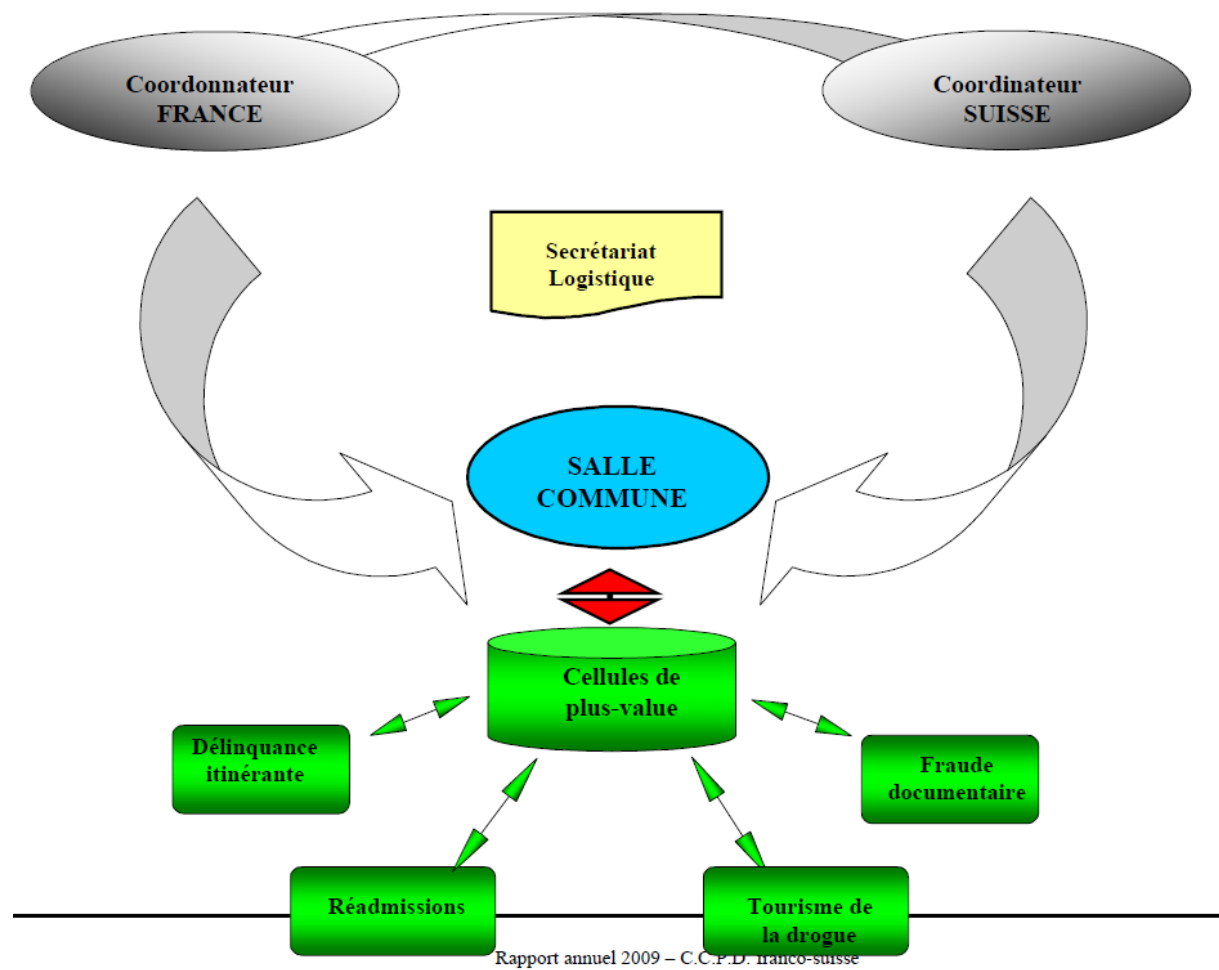 Coordonnateur
FRANCE
Coordinateur
SUISSE
Secrétariat
Logistique
SALLE
COMMUNE
Cellules de
plus-value
Délinquance
itinérante
Fraude
documentaire
Réadmissions
Tourisme de
la drogue
Rapport annuel 2009 – C.C.P.D. franco-suisse